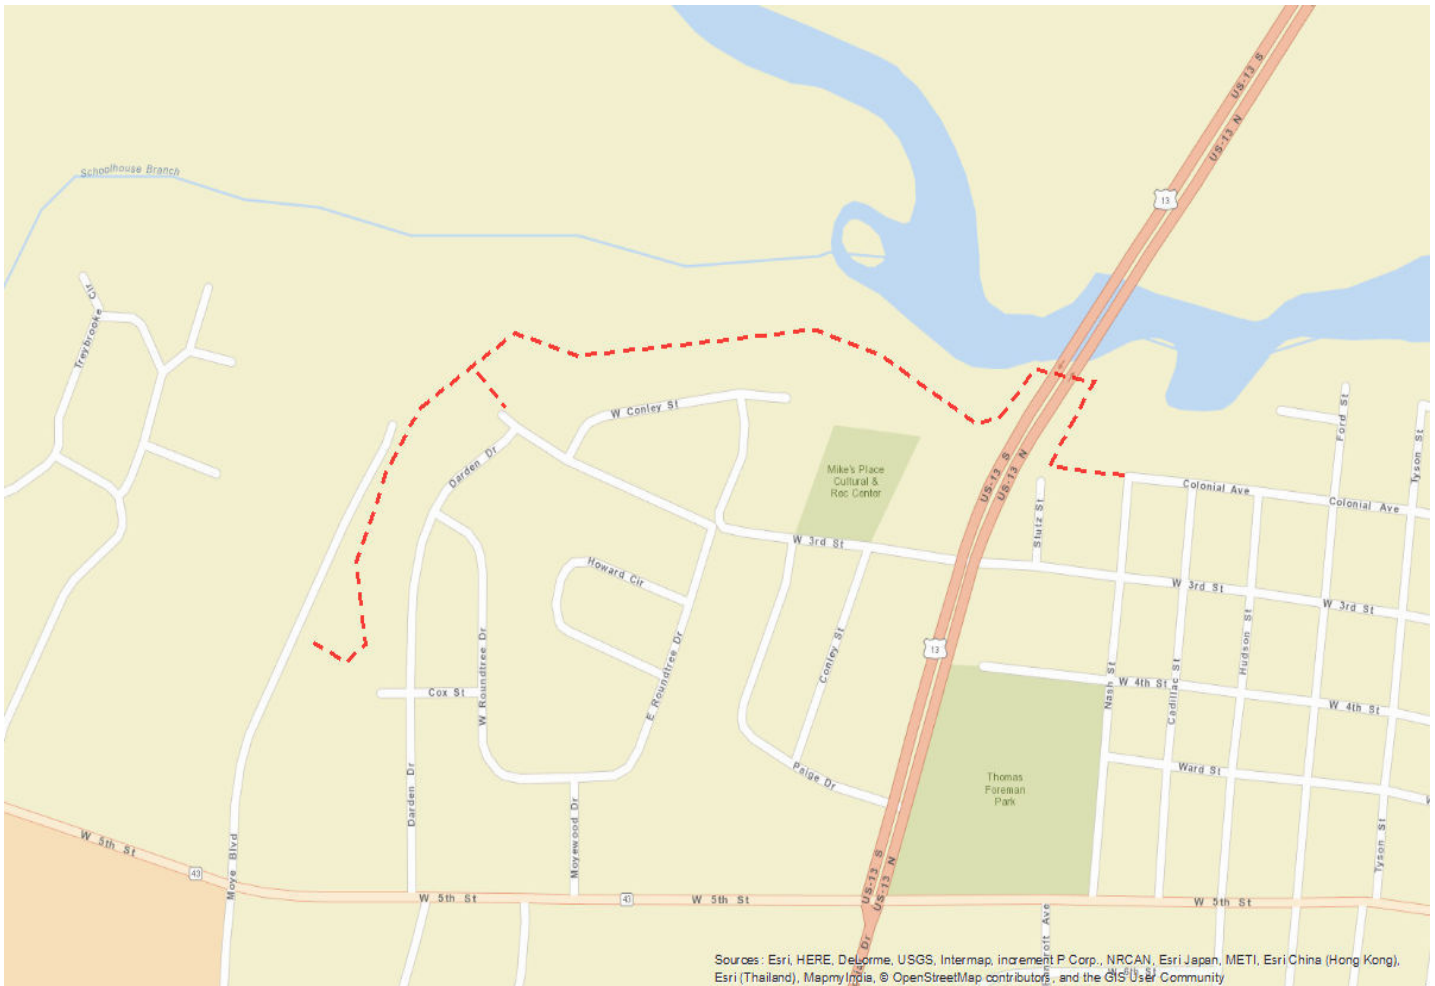 US-13 S
US-13 N
13
Schoolhouse Branch
Treybrooke Cir
W Conley St
Ford St
Tyson St
Darden Dr
Mike's Place
Cultural &
Rec Center
US-13 S
US-13 N
Colonial Ave
Colonial Ave
Stutz St
W 3rd St
Howard Cir
W 3rd St
W 3rd St
Hudson St
W Roundtree Dr
E Roundtree Dr
Conley St
13
Cox St
Nash St
W 4th St
Cadillac St
W 4th St
Paige Dr
Ward St
Thomas
Foreman
Park
Darden Dr
Moyewood Dr
Moye Blvd
W 5th St
43
Tyson St
US-13 S
US-13 N
W 5th St
43
W 5th St
W 5th St
Dr
croft Ave
W 6th St
Sources: Esri, HERE, DeLorme, USGS, Intermap, increment P Corp., NRCAN, Esri Japan, METI, Esri China (Hong Kong),
Esri (Thailand), MapmyIndia, © OpenStreetMap contributors, and the GIS User Community